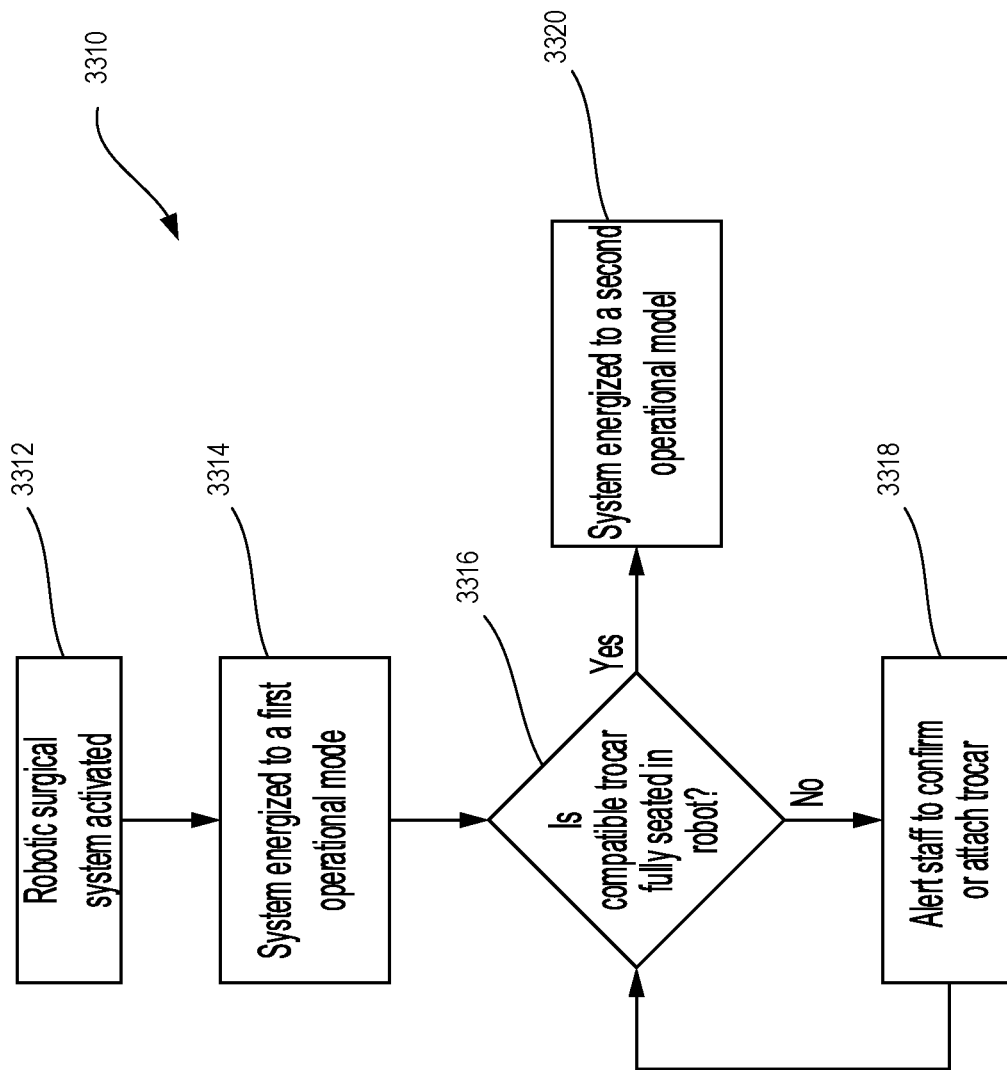 3310
3312
Robotic surgical
system activated
3314
System energized to a first
operational mode
3316
Is
compatible trocar
fully seated in
robot?
Yes
3320
System energized to a second
operational model
No
3318
Alert staff to confirm
or attach trocar